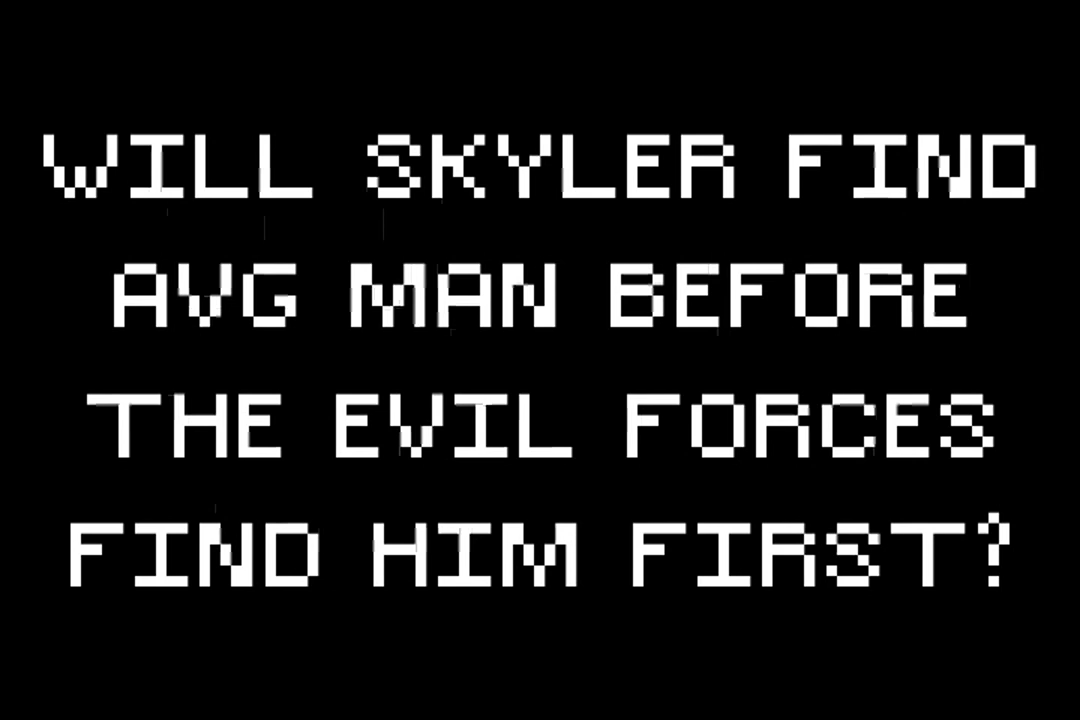 WILL SKYLER FIND
AVG MAN BEFORE
THE EVIL FORCES
FIND HIM FIRST?